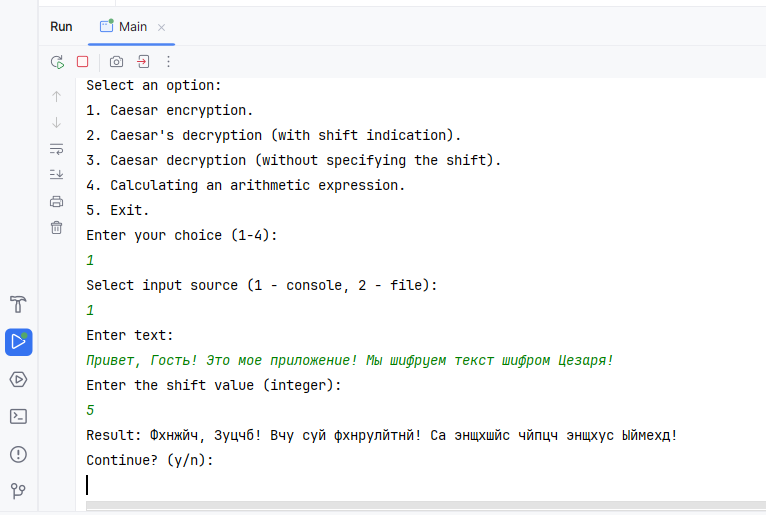 Run
Main
Select an option:
1. Caesar encryption.
2. Caesar's decryption (with shift indication).
3. Caesar decryption (without specifying the shift).
4. Calculating an arithmetic expression.
5. Exit.
Enter your choice (1-4):
1
Select input source (1 - console, 2 - file):
1
Enter text:
Привет, Гость! Это мое приложение! Мы шифруем текст шифром Цезаря!
Enter the shift value (integer):
5
Result: Фхнжйч, Зуцчб! Вчу суй фхнрулйтнй! Са энщхшйс чйпцч энщхус Ыймехд!
Continue? (y/n):